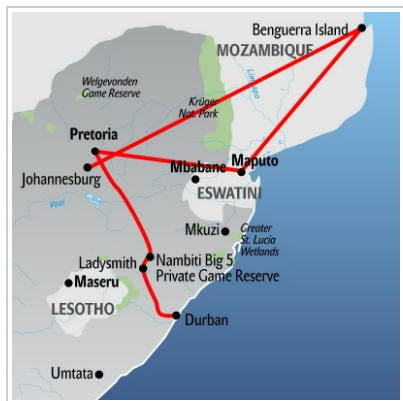 Benguerra Island
MOZAMBIQUE
Limpopo
Welgevonden
Game Reserve
Krüger
Nat. Park
Pretoria
Johannesburg
Mbabane
Maputo
ESWATINI
Vaal
Mkuzi
Greater
St. Lucia
Wetlands
Ladysmith
Nambiti Big 5
Private Game Reserve
Maseru
LESOTHO
Durban
Umtata